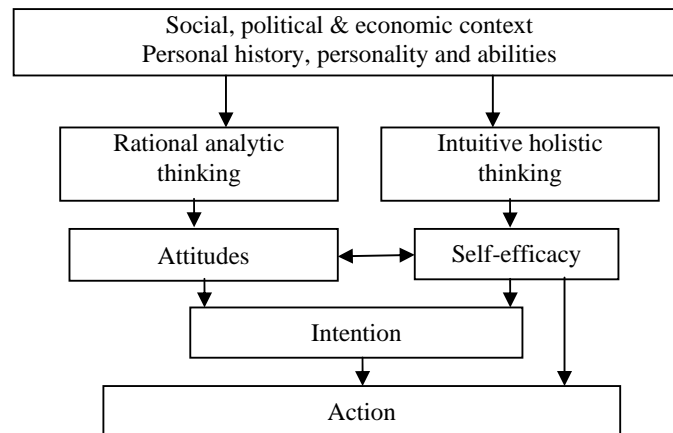 Social, political & economic context
Personal history, personality and abilities
Rational analytic
thinking
Intuitive holistic
thinking
Attitudes
Self-efficacy
Intention
Action